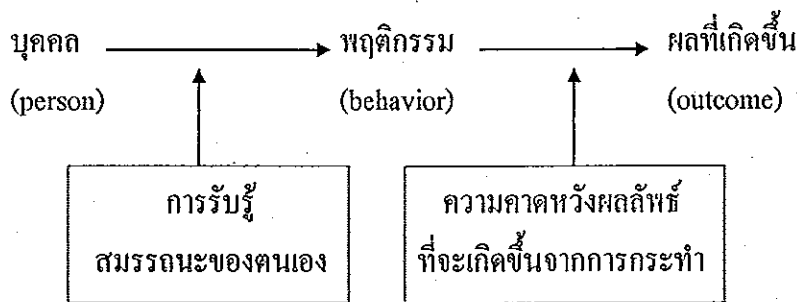 บุคคล พฤติกรรม ผลที่เกิดขึ้น
(person) (behavior) (outcome)
การรับรู้ ความคาดหวังผลลัพธ์
สมรรถนะของตนเอง ที่จะเกิดขึ้นจากการกระทำ